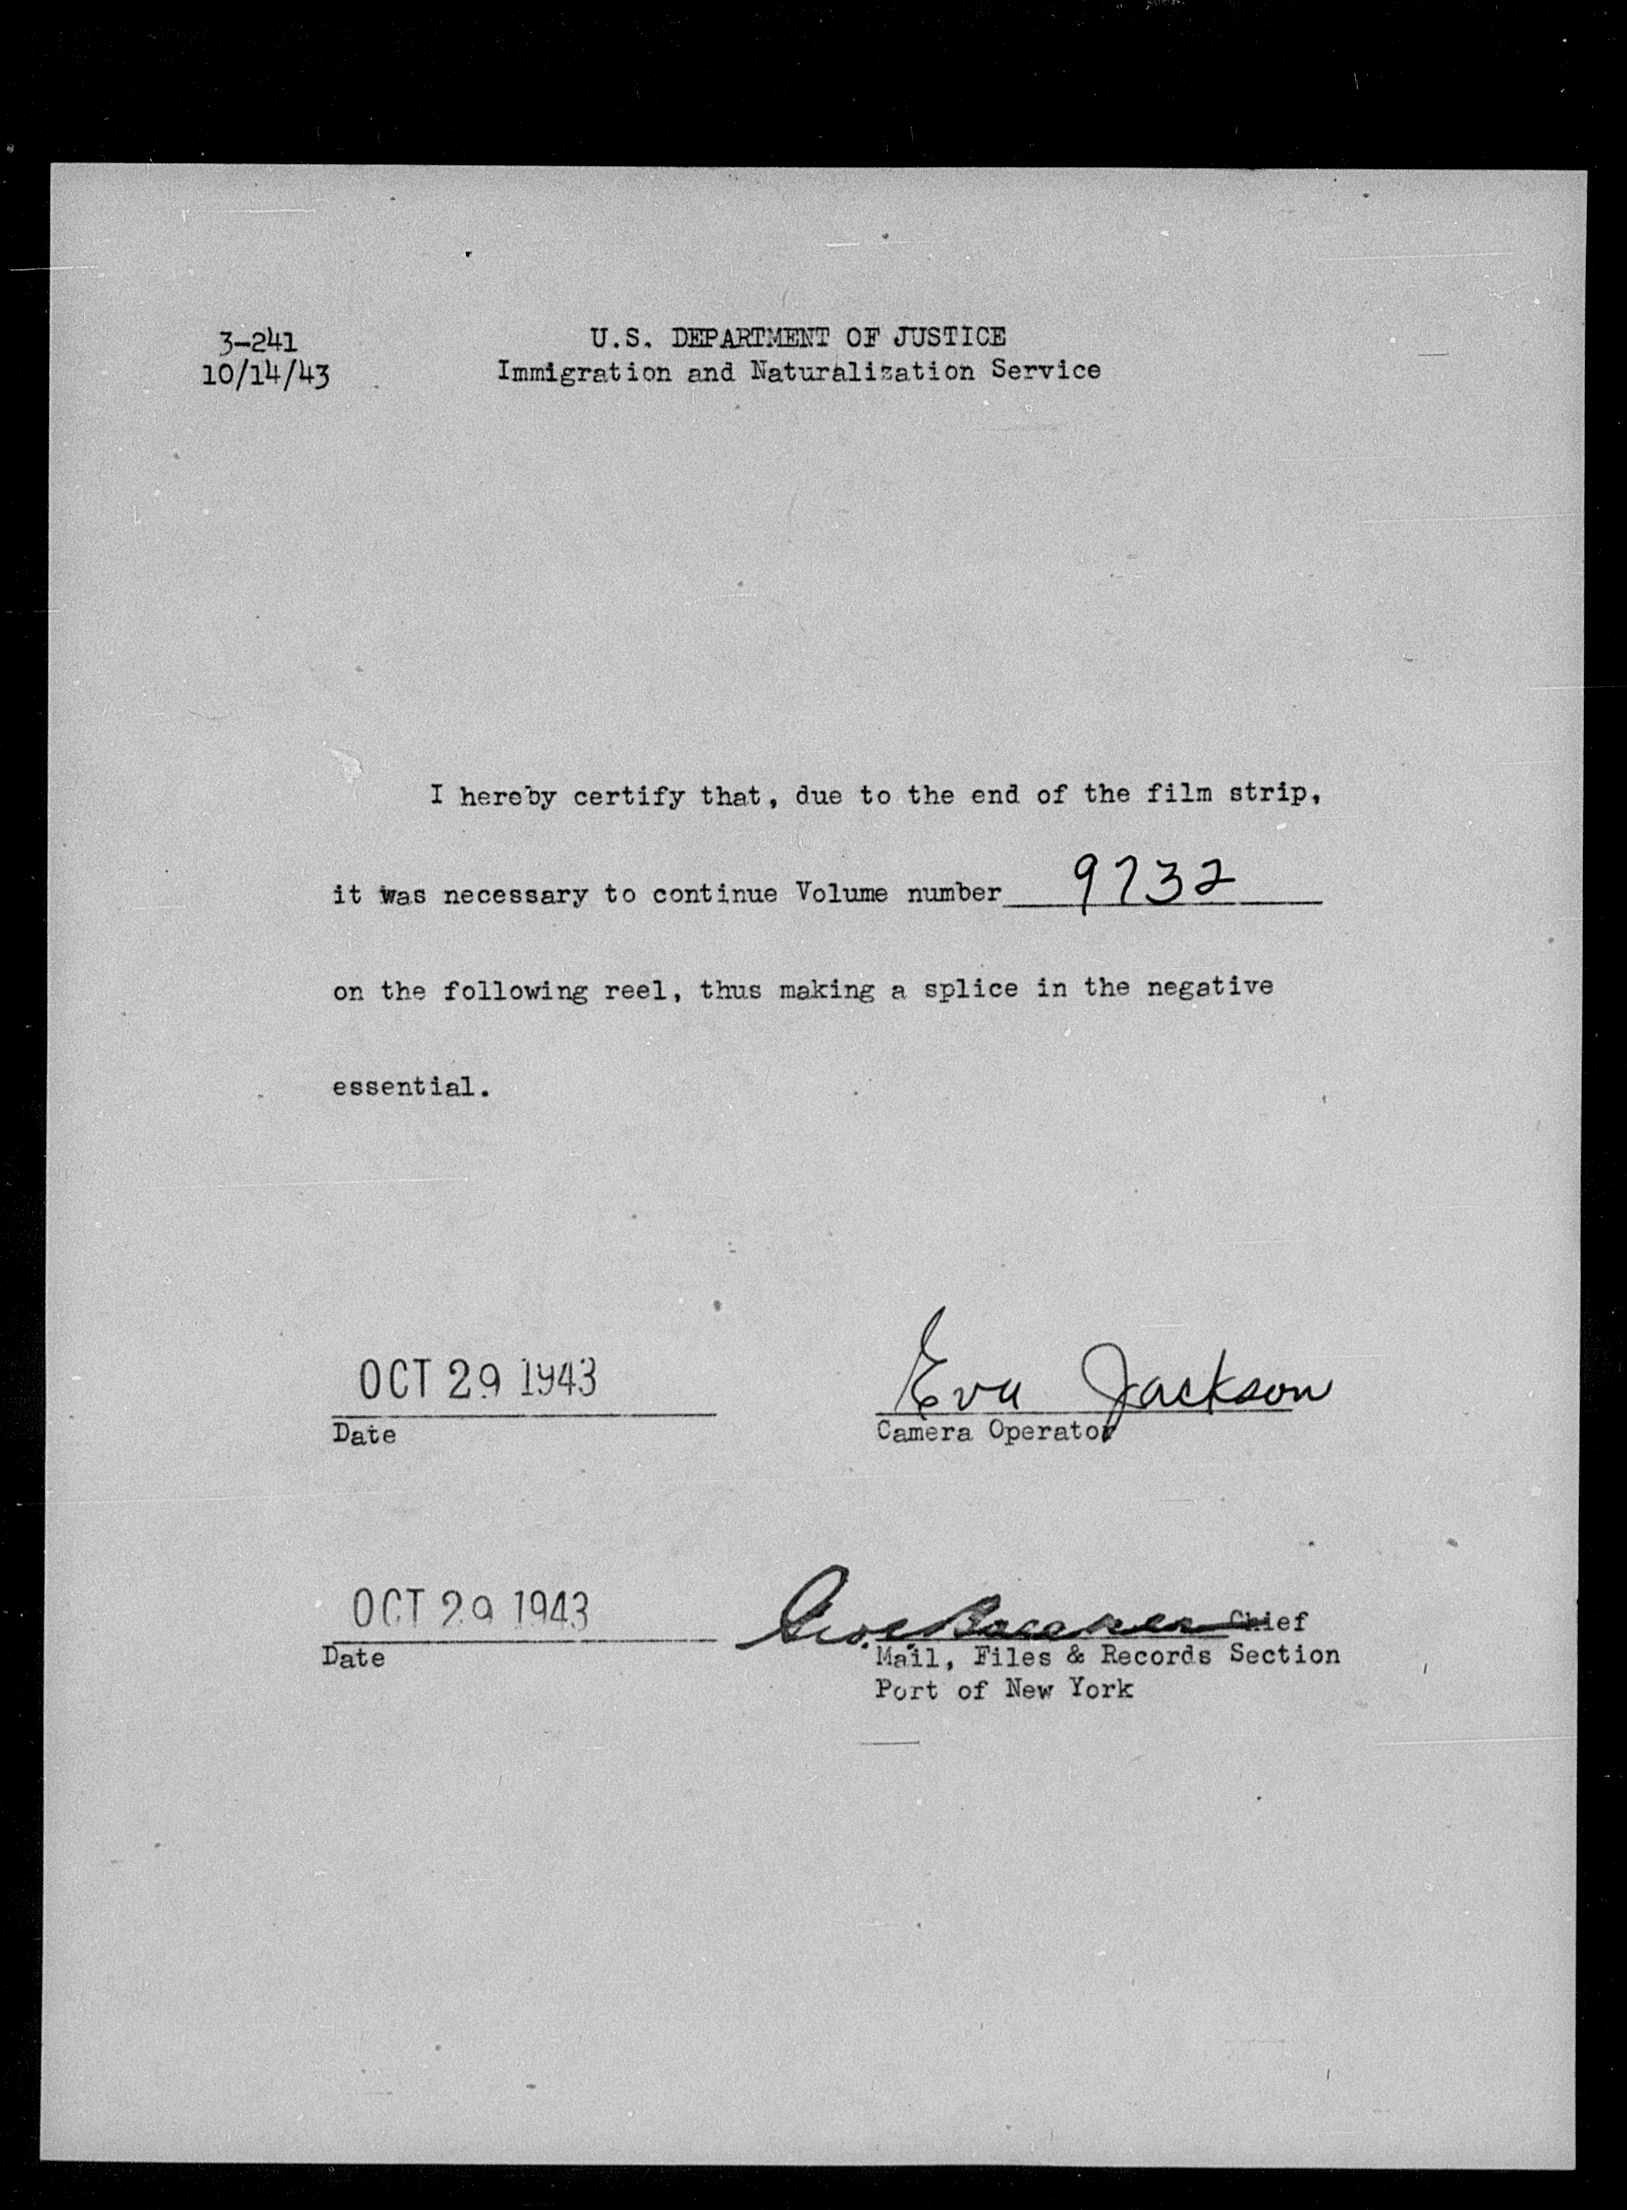 3-241
10/14/43
U.S. DEPARTMENT OF JUSTICE
Immigration and Naturalization Service
I hereby certify that, due to the end of the film strip,
it was necessary to continue Volume number 9732
on the following reel, thus making a splice in the negative
essential.
OCT 29 1943
Date
Eva Jackson
Camera Operator
OCT 29 1943
Date
Geo. Chief
Mail, Files & Records Section
Port of New York